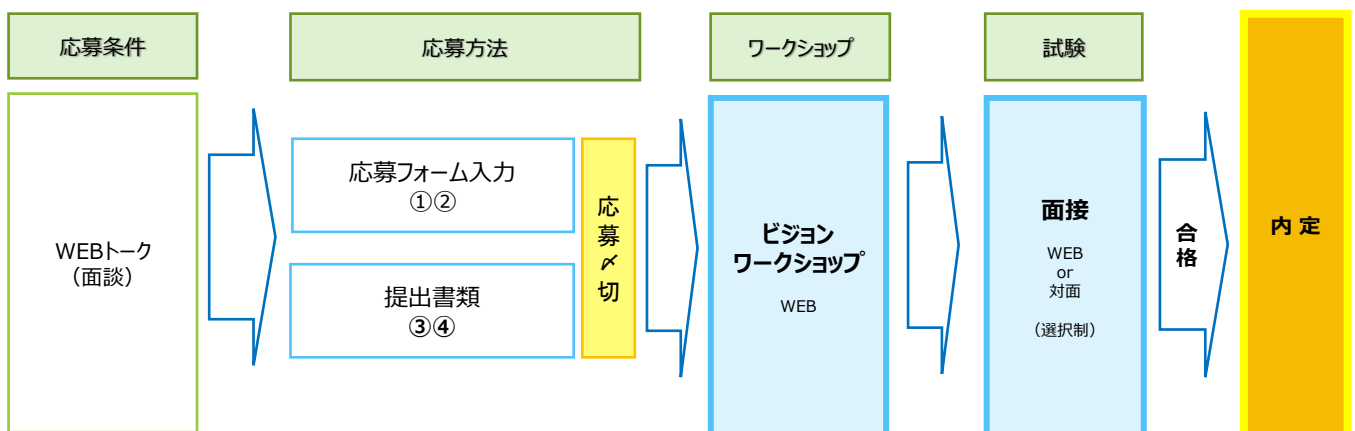 応募条件
応募方法
ワークショップ
試験
WEBトーク
（面談）
応募フォーム入力
①②
提出書類
③④
応募〆切
ビジョン
ワークショップ
WEB
面接
WEB
or
対面
（選択制）
合格
内 定